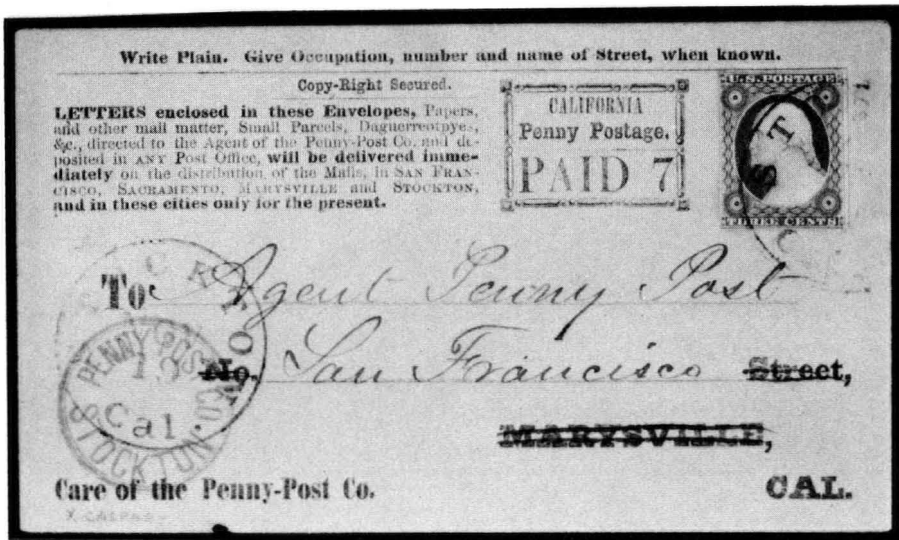 Write Plain. Give Occupation, number and name of Street, when known.
Copy-Right Secured.
LETTERS enclosed in these Envelopes, Papers,
and other mail matter, Small Parcels, Daguerreotpyes,
&c., directed to the Agent of the Penny-Post Co. and de-
posited in ANY Post Office, will be delivered imme-
diately on the distribution of the Mails, in SAN FRAN-
CISCO, SACRAMENTO, MARYSVILLE and STOCKTON,
and in these cities only for the present.
CALIFORNIA
Penny Postage.
PAID 7
U.S. POSTAGE
THREE CENTS
To Agent Penny Post
No. San Francisco Street,
MARYSVILLE,
Care of the Penny-Post Co. CAL.
STOCKTON
Cal
PENNY POST CO.
STOCKTON